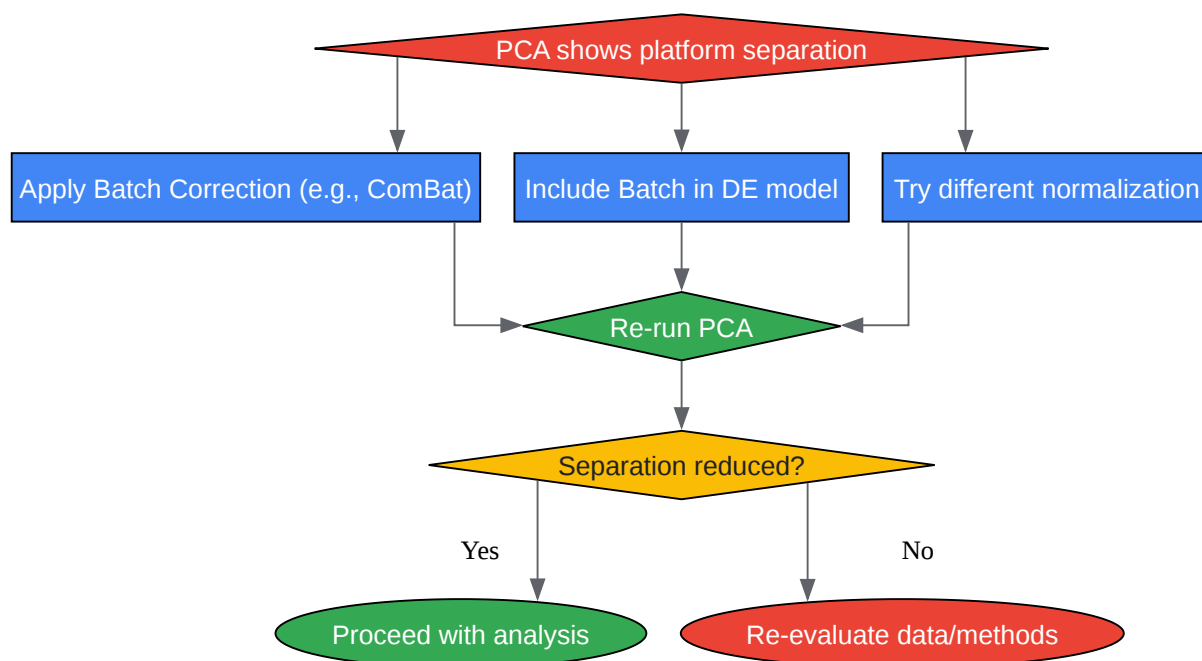 PCA shows platform separation
Apply Batch Correction (e.g., ComBat)
Include Batch in DE model
Try different normalization
Re-run PCA
Separation reduced?
Yes
No
Proceed with analysis
Re-evaluate data/methods